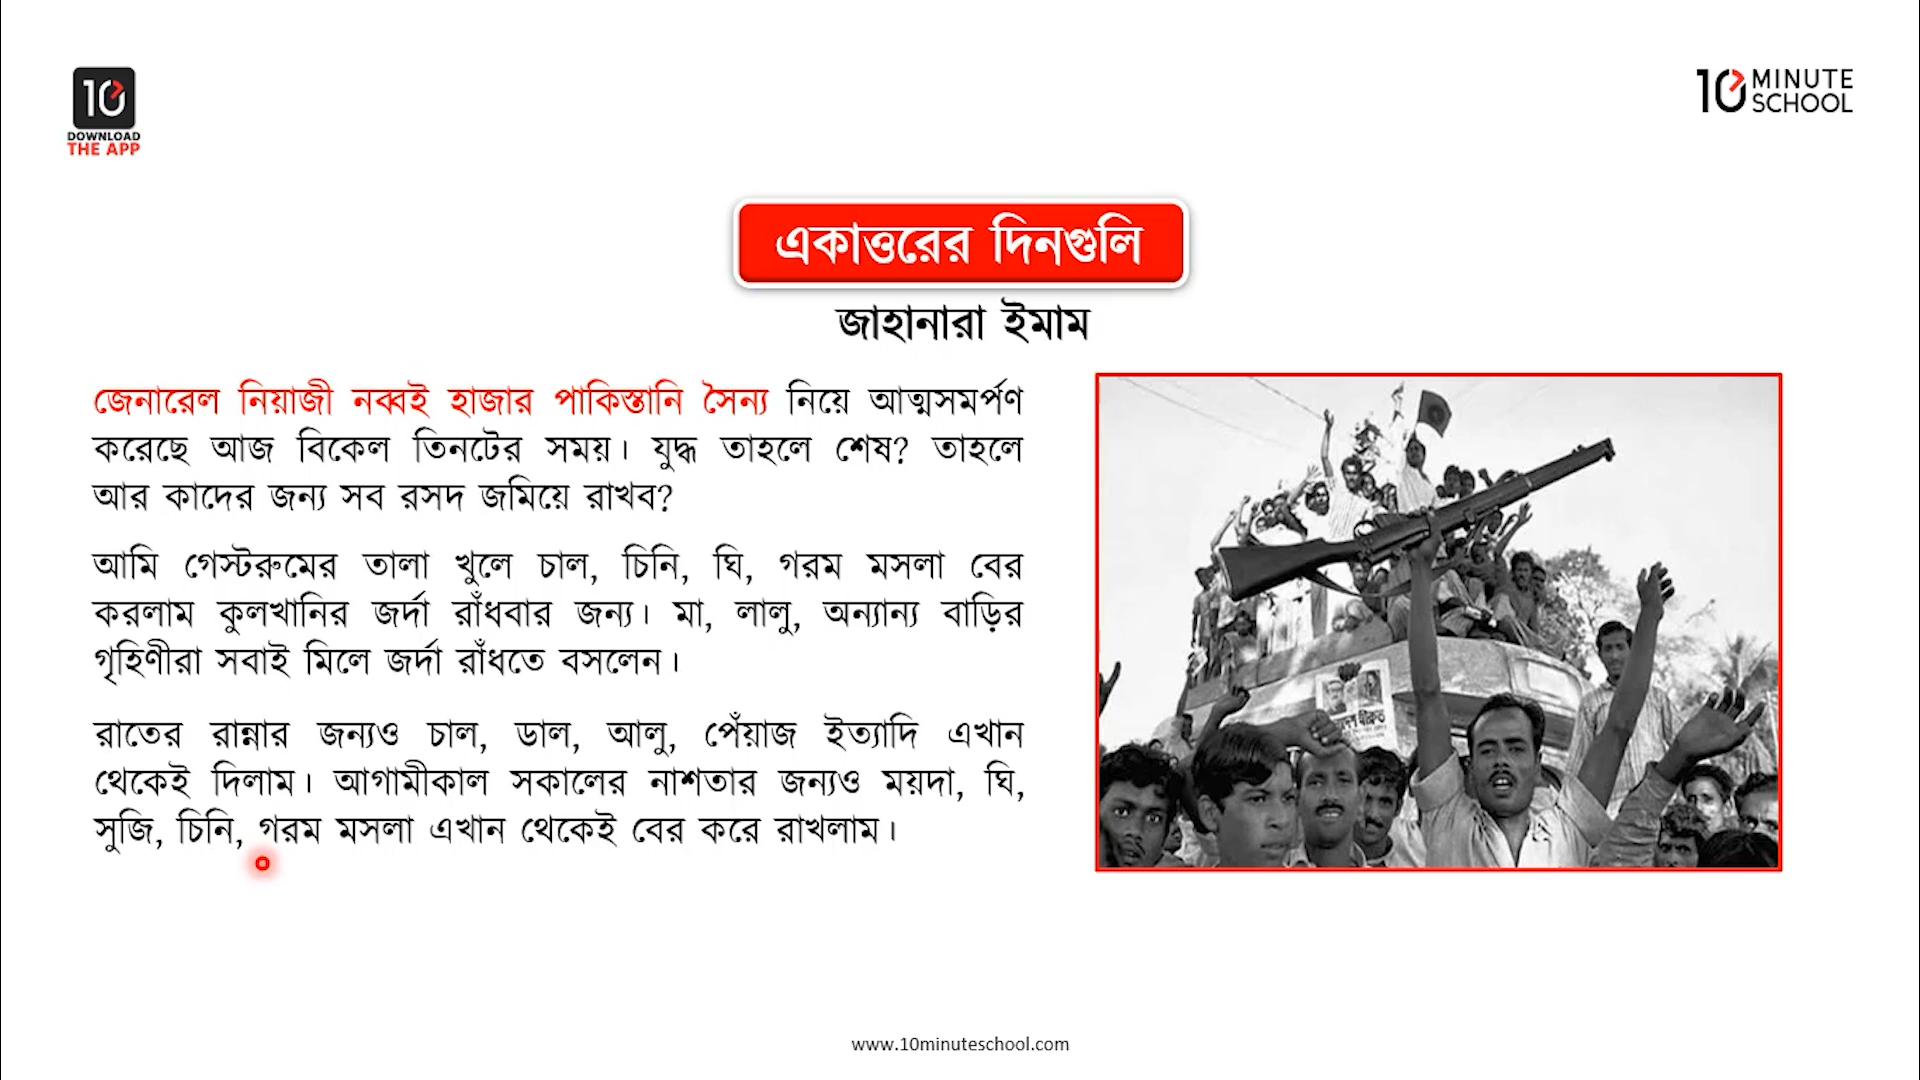 10
DOWNLOAD
THE APP
10 MINUTE
SCHOOL
একাত্তরের দিনগুলি
জাহানারা ইমাম
জেনারেল নিয়াজী নব্বই হাজার পাকিস্তানি সৈন্য নিয়ে আত্মসমর্পণ
করেছে আজ বিকেল তিনটের সময়। যুদ্ধ তাহলে শেষ? তাহলে
আর কাদের জন্য সব রসদ জমিয়ে রাখব?
আমি গেস্টরুমের তালা খুলে চাল, চিনি, ঘি, গরম মসলা বের
করলাম কুলখানির জর্দা রাঁধবার জন্য। মা, লালু, অন্যান্য বাড়ির
গৃহিণীরা সবাই মিলে জর্দা রাঁধতে বসলেন।
রাতের রান্নার জন্যও চাল, ডাল, আলু, পেঁয়াজ ইত্যাদি এখান
থেকেই দিলাম। আগামীকাল সকালের নাশতার জন্যও ময়দা, ঘি,
সুজি, চিনি, গরম মসলা এখান থেকেই বের করে রাখলাম।
www.10minuteschool.com